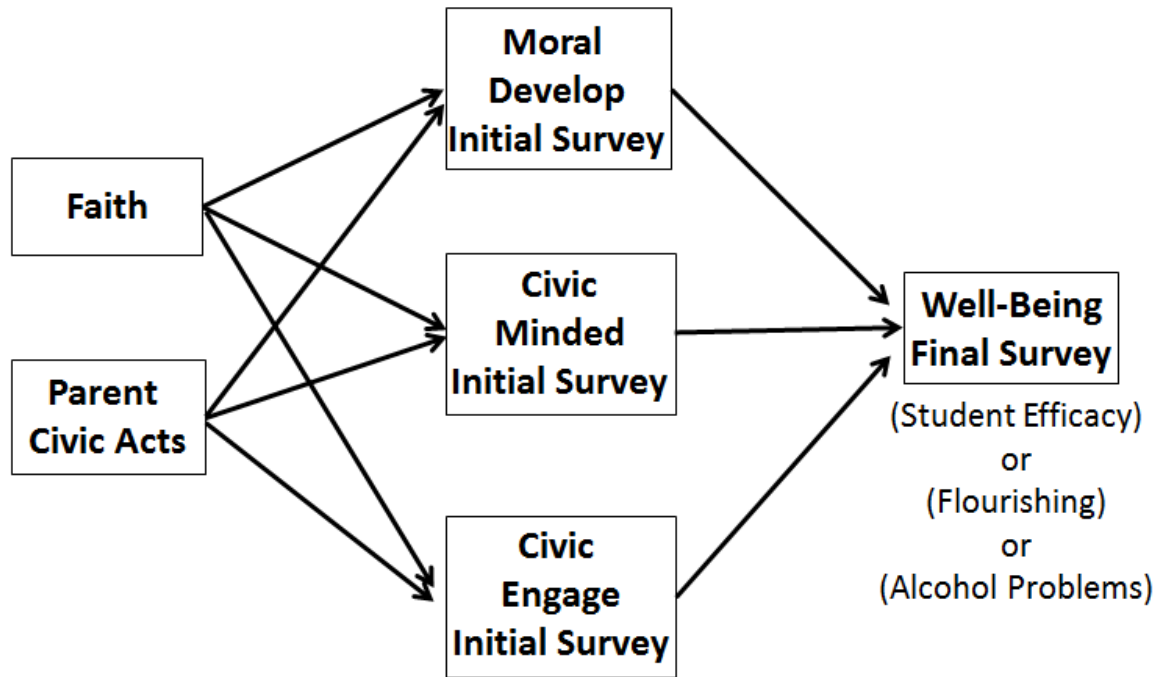 Moral
Develop
Initial Survey
Faith
Civic
Minded
Initial Survey
Parent
Civic Acts
Civic
Engage
Initial Survey
Well-Being
Final Survey
(Student Efficacy)
or
(Flourishing)
or
(Alcohol Problems)